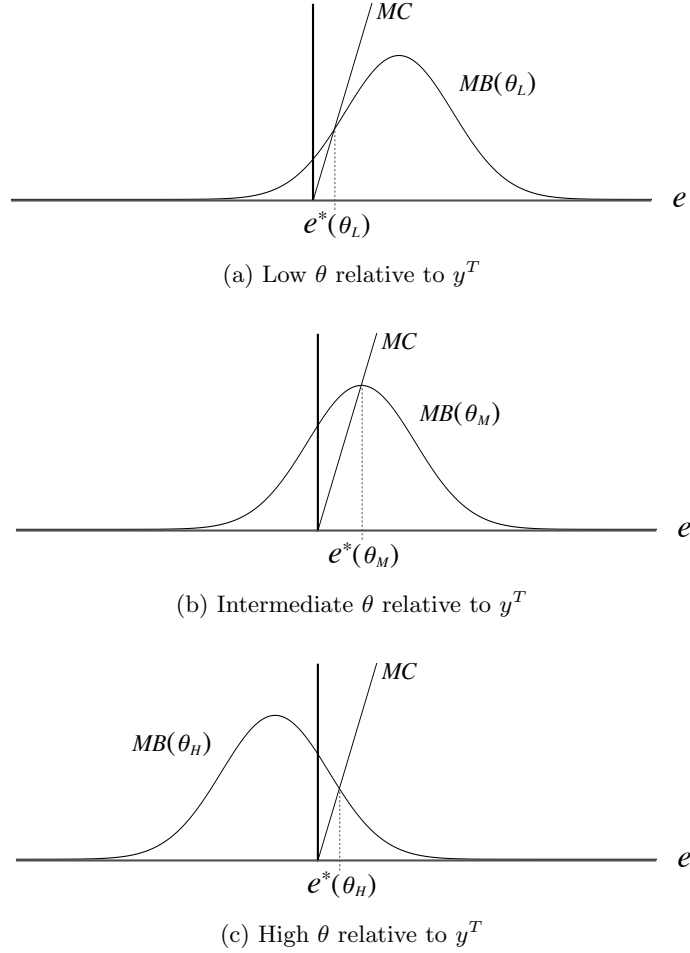 MC
MB(θ_L)
e
e*(θ_L)
(a) Low θ relative to y^T
MC
MB(θ_M)
e
e*(θ_M)
(b) Intermediate θ relative to y^T
MC
MB(θ_H)
e
e*(θ_H)
(c) High θ relative to y^T